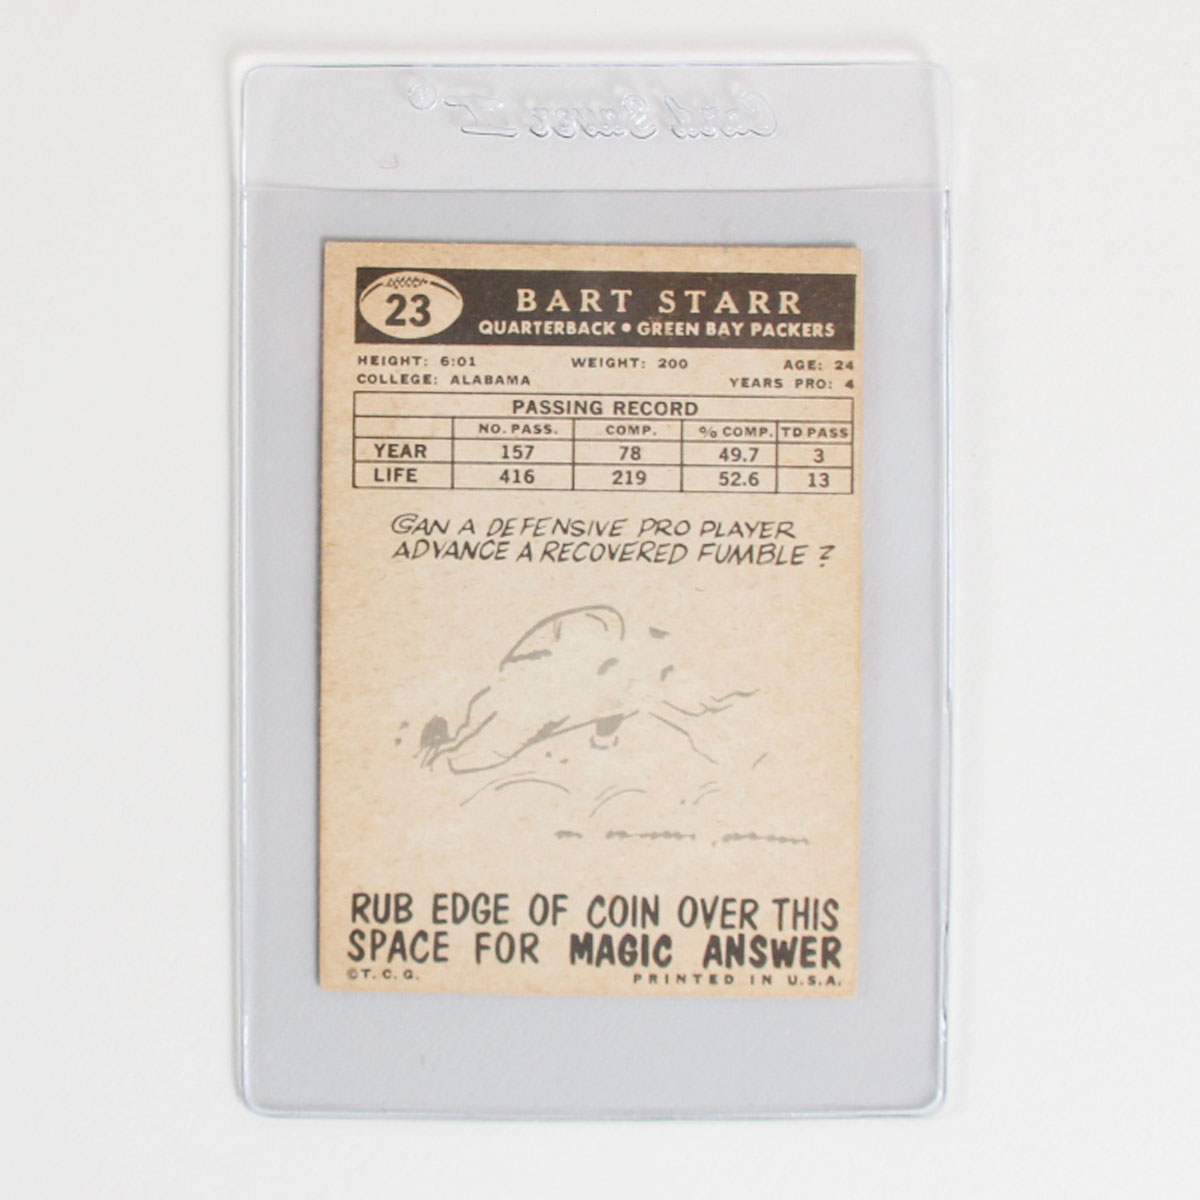 Card Saver II®
23
BART STARR
QUARTERBACK • GREEN BAY PACKERS
HEIGHT: 6:01 WEIGHT: 200 AGE: 24
COLLEGE: ALABAMA YEARS PRO: 4
PASSING RECORD
NO. PASS. COMP. % COMP. TD PASS
YEAR 157 78 49.7 3
LIFE 416 219 52.6 13
CAN A DEFENSIVE PRO PLAYER
ADVANCE A RECOVERED FUMBLE?
RUB EDGE OF COIN OVER THIS
SPACE FOR MAGIC ANSWER
©T. C. G. PRINTED IN U.S.A.